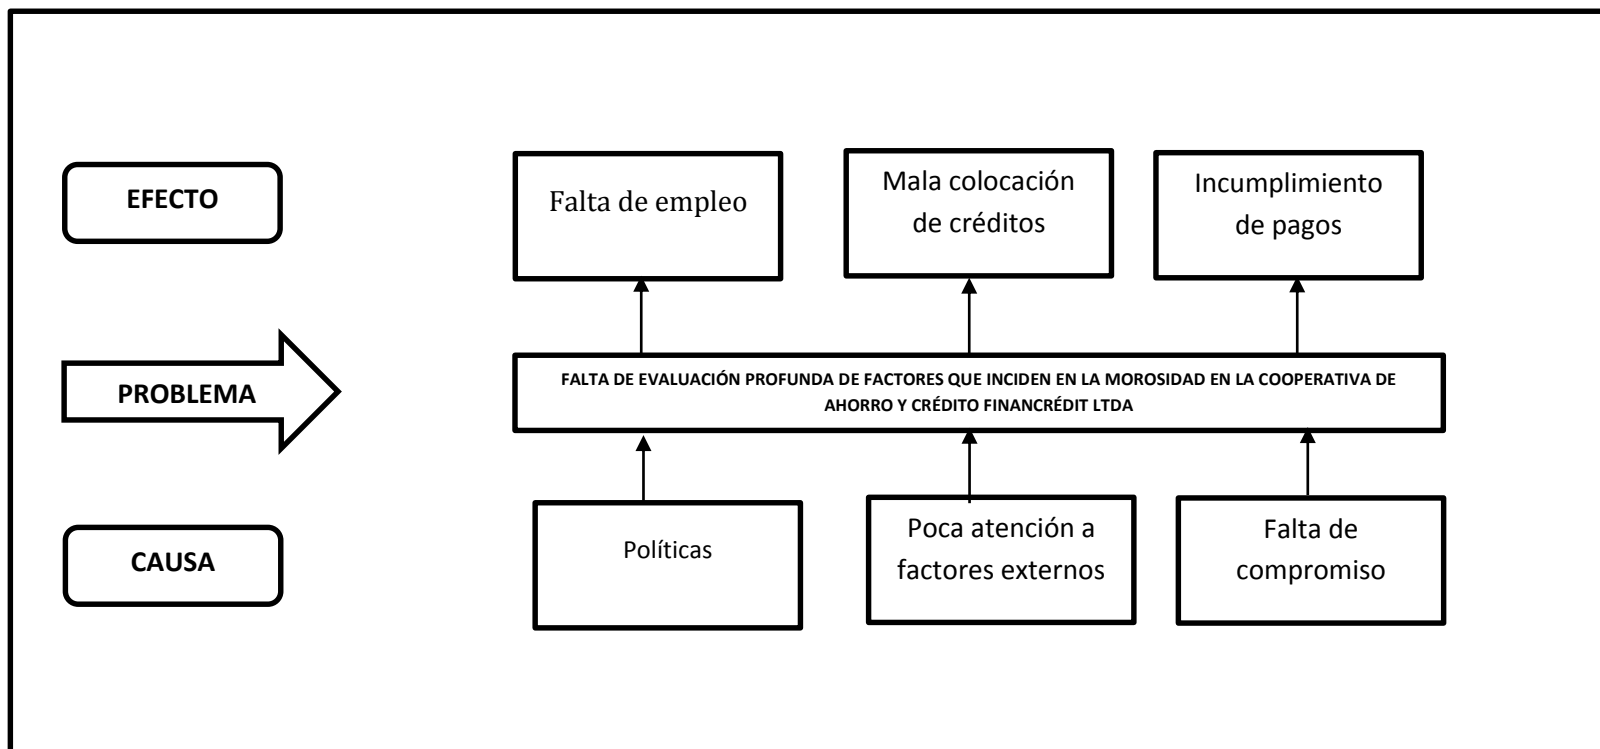 EFECTO
Falta de empleo
Mala colocación
de créditos
Incumplimiento
de pagos
PROBLEMA
FALTA DE EVALUACIÓN PROFUNDA DE FACTORES QUE INCIDEN EN LA MOROSIDAD EN LA COOPERATIVA DE
AHORRO Y CRÉDITO FINANCRÉDIT LTDA
CAUSA
Políticas
Poca atención a
factores externos
Falta de
compromiso